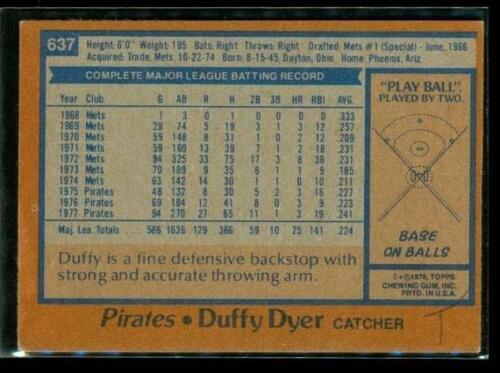 637
Height: 6'0" Weight: 195 Bats: Right Throws: Right Drafted: Mets #1 (Special) - June, 1966
Acquired: Trade, Mets, 10-22-74 Born: 8-15-45, Dayton, Ohio Home: Phoenix, Ariz.
COMPLETE MAJOR LEAGUE BATTING RECORD
Year Club G AB R H 2B 3B HR RBI AVG.
1968 Mets 1 3 0 1 0 0 0 0 .333
1969 Mets 29 74 5 19 3 1 3 12 .257
1970 Mets 59 148 8 31 1 0 2 12 .209
1971 Mets 59 169 13 39 7 1 2 18 .231
1972 Mets 94 325 33 75 17 3 8 36 .231
1973 Mets 70 189 9 35 6 1 1 9 .185
1974 Mets 63 142 14 30 1 1 0 10 .211
1975 Pirates 48 132 8 30 5 2 3 16 .227
1976 Pirates 69 184 12 41 8 0 3 9 .223
1977 Pirates 94 270 27 65 11 1 3 19 .241
Maj. Lea. Totals . . . . 586 1636 129 366 59 10 25 141 .224
Duffy is a fine defensive backstop with
strong and accurate throwing arm.
"PLAY BALL"
PLAYED BY TWO.
BASE
ON BALLS
D★©1978, TOPPS
CHEWING GUM, INC.
PRTD. IN U.S.A.
Pirates • Duffy Dyer CATCHER
T